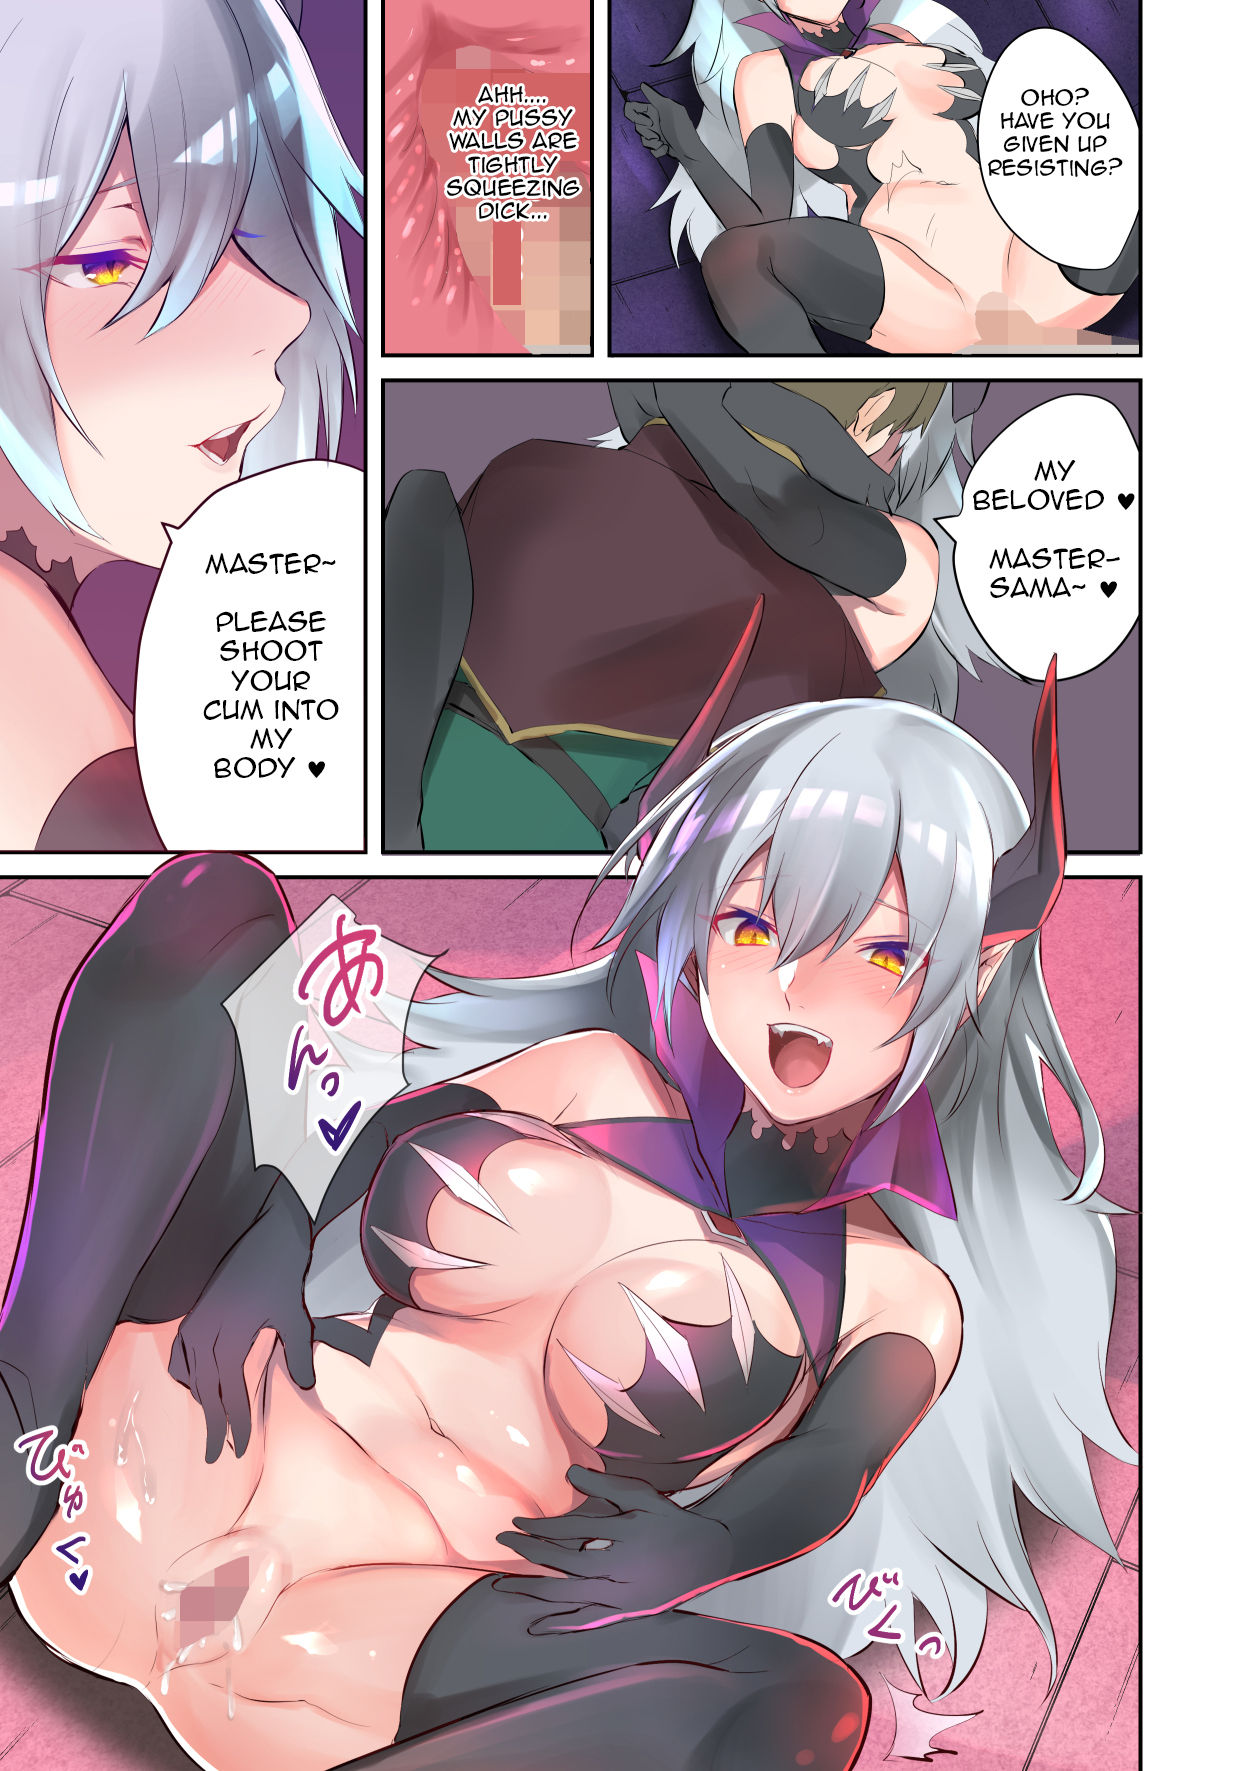 OHO?
HAVE YOU
GIVEN UP
RESISTING?
AHH....
MY PUSSY
WALLS ARE
TIGHTLY
SQUEEZING
DICK...
MY
BELOVED ♥
MASTER-
SAMA~ ♥
MASTER~
PLEASE
SHOOT
YOUR
CUM INTO
MY
BODY ♥
あんっ♥
びゅく♥
びくっ